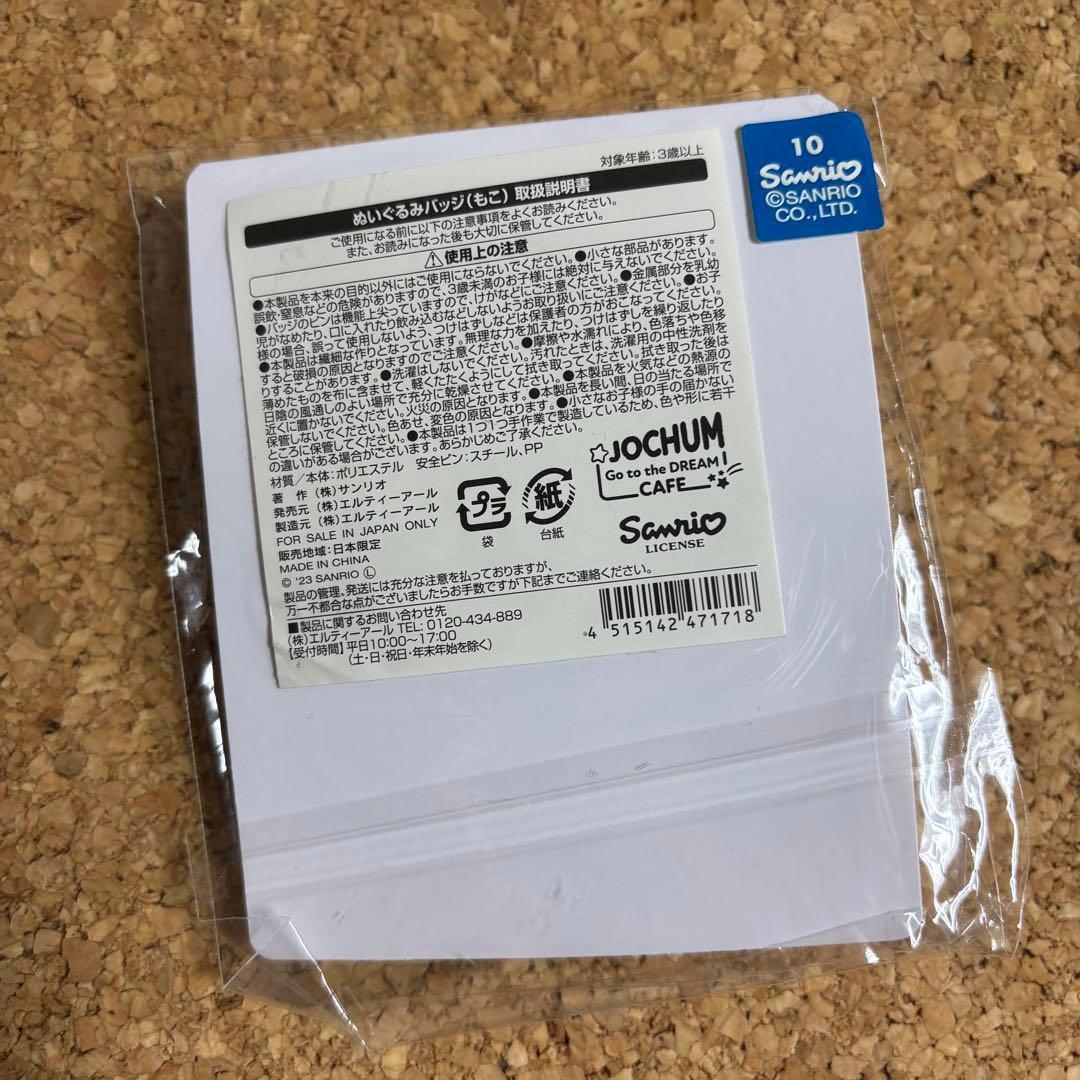 対象年齢:3歳以上
ぬいぐるみバッジ(もこ) 取扱説明書
ご使用になる前に以下の注意事項をよくお読みください。
また、お読みになった後も大切に保管してください。
⚠使用上の注意
●本製品を本来の目的以外にはご使用にならないでください。●小さな部品があります。
誤飲・窒息などの危険がありますので、3歳未満のお子様には絶対に与えないでください。
●バッジのピンは機能上尖っていますので、けがなどにご注意ください。●金属部分を乳幼
児がなめたり、口に入れたり飲み込むなどしないようお取り扱いにご注意ください。●お子
様の場合、誤って使用しないよう、つけはずしなどは保護者の方がおこなってください。
●本製品は繊細な作りとなっています。無理な力を加えたり、つけはずしを繰り返したり
すると破損の原因となりますのでご注意ください。●摩擦や水濡れにより、色落ちや色移
りすることがあります。●洗濯はしないでください。汚れたときは、洗濯用の中性洗剤を
薄めたものを布に含ませて、軽くたたくようにして拭き取ってください。拭き取った後は
日陰の風通しのよい場所で充分に乾燥させてください。●本製品を火気などの熱源の
近くに置かないでください。火災の原因となります。●本製品を長い間、日の当たる場所で
保管しないでください。色あせ、変色の原因となります。●小さなお子様の手の届かない
ところに保管してください。●本製品は1つ1つ手作業で製造しているため、色や形に若干
の違いがある場合がございます。あらかじめご了承ください。
材質/本体:ポリエステル 安全ピン:スチール、PP
著 作 (株)サンリオ
発売元 (株)エルティーアール
製造元 (株)エルティーアール
FOR SALE IN JAPAN ONLY
販売地域:日本限定
MADE IN CHINA
© '23 SANRIO Ⓛ
プラ
袋
紙
台紙
JOCHUM
Go to the DREAM!
CAFE
Sanrio
LICENSE
製品の管理、発送には充分な注意を払っておりますが、
万一不都合な点がございましたらお手数ですが下記までご連絡ください。
■製品に関するお問い合わせ先
(株)エルティーアール TEL: 0120-434-889
【受付時間】平日10:00〜17:00
(土・日・祝日・年末年始を除く)
4 515142 471718
10
Sanrio
©SANRIO
CO.,LTD.